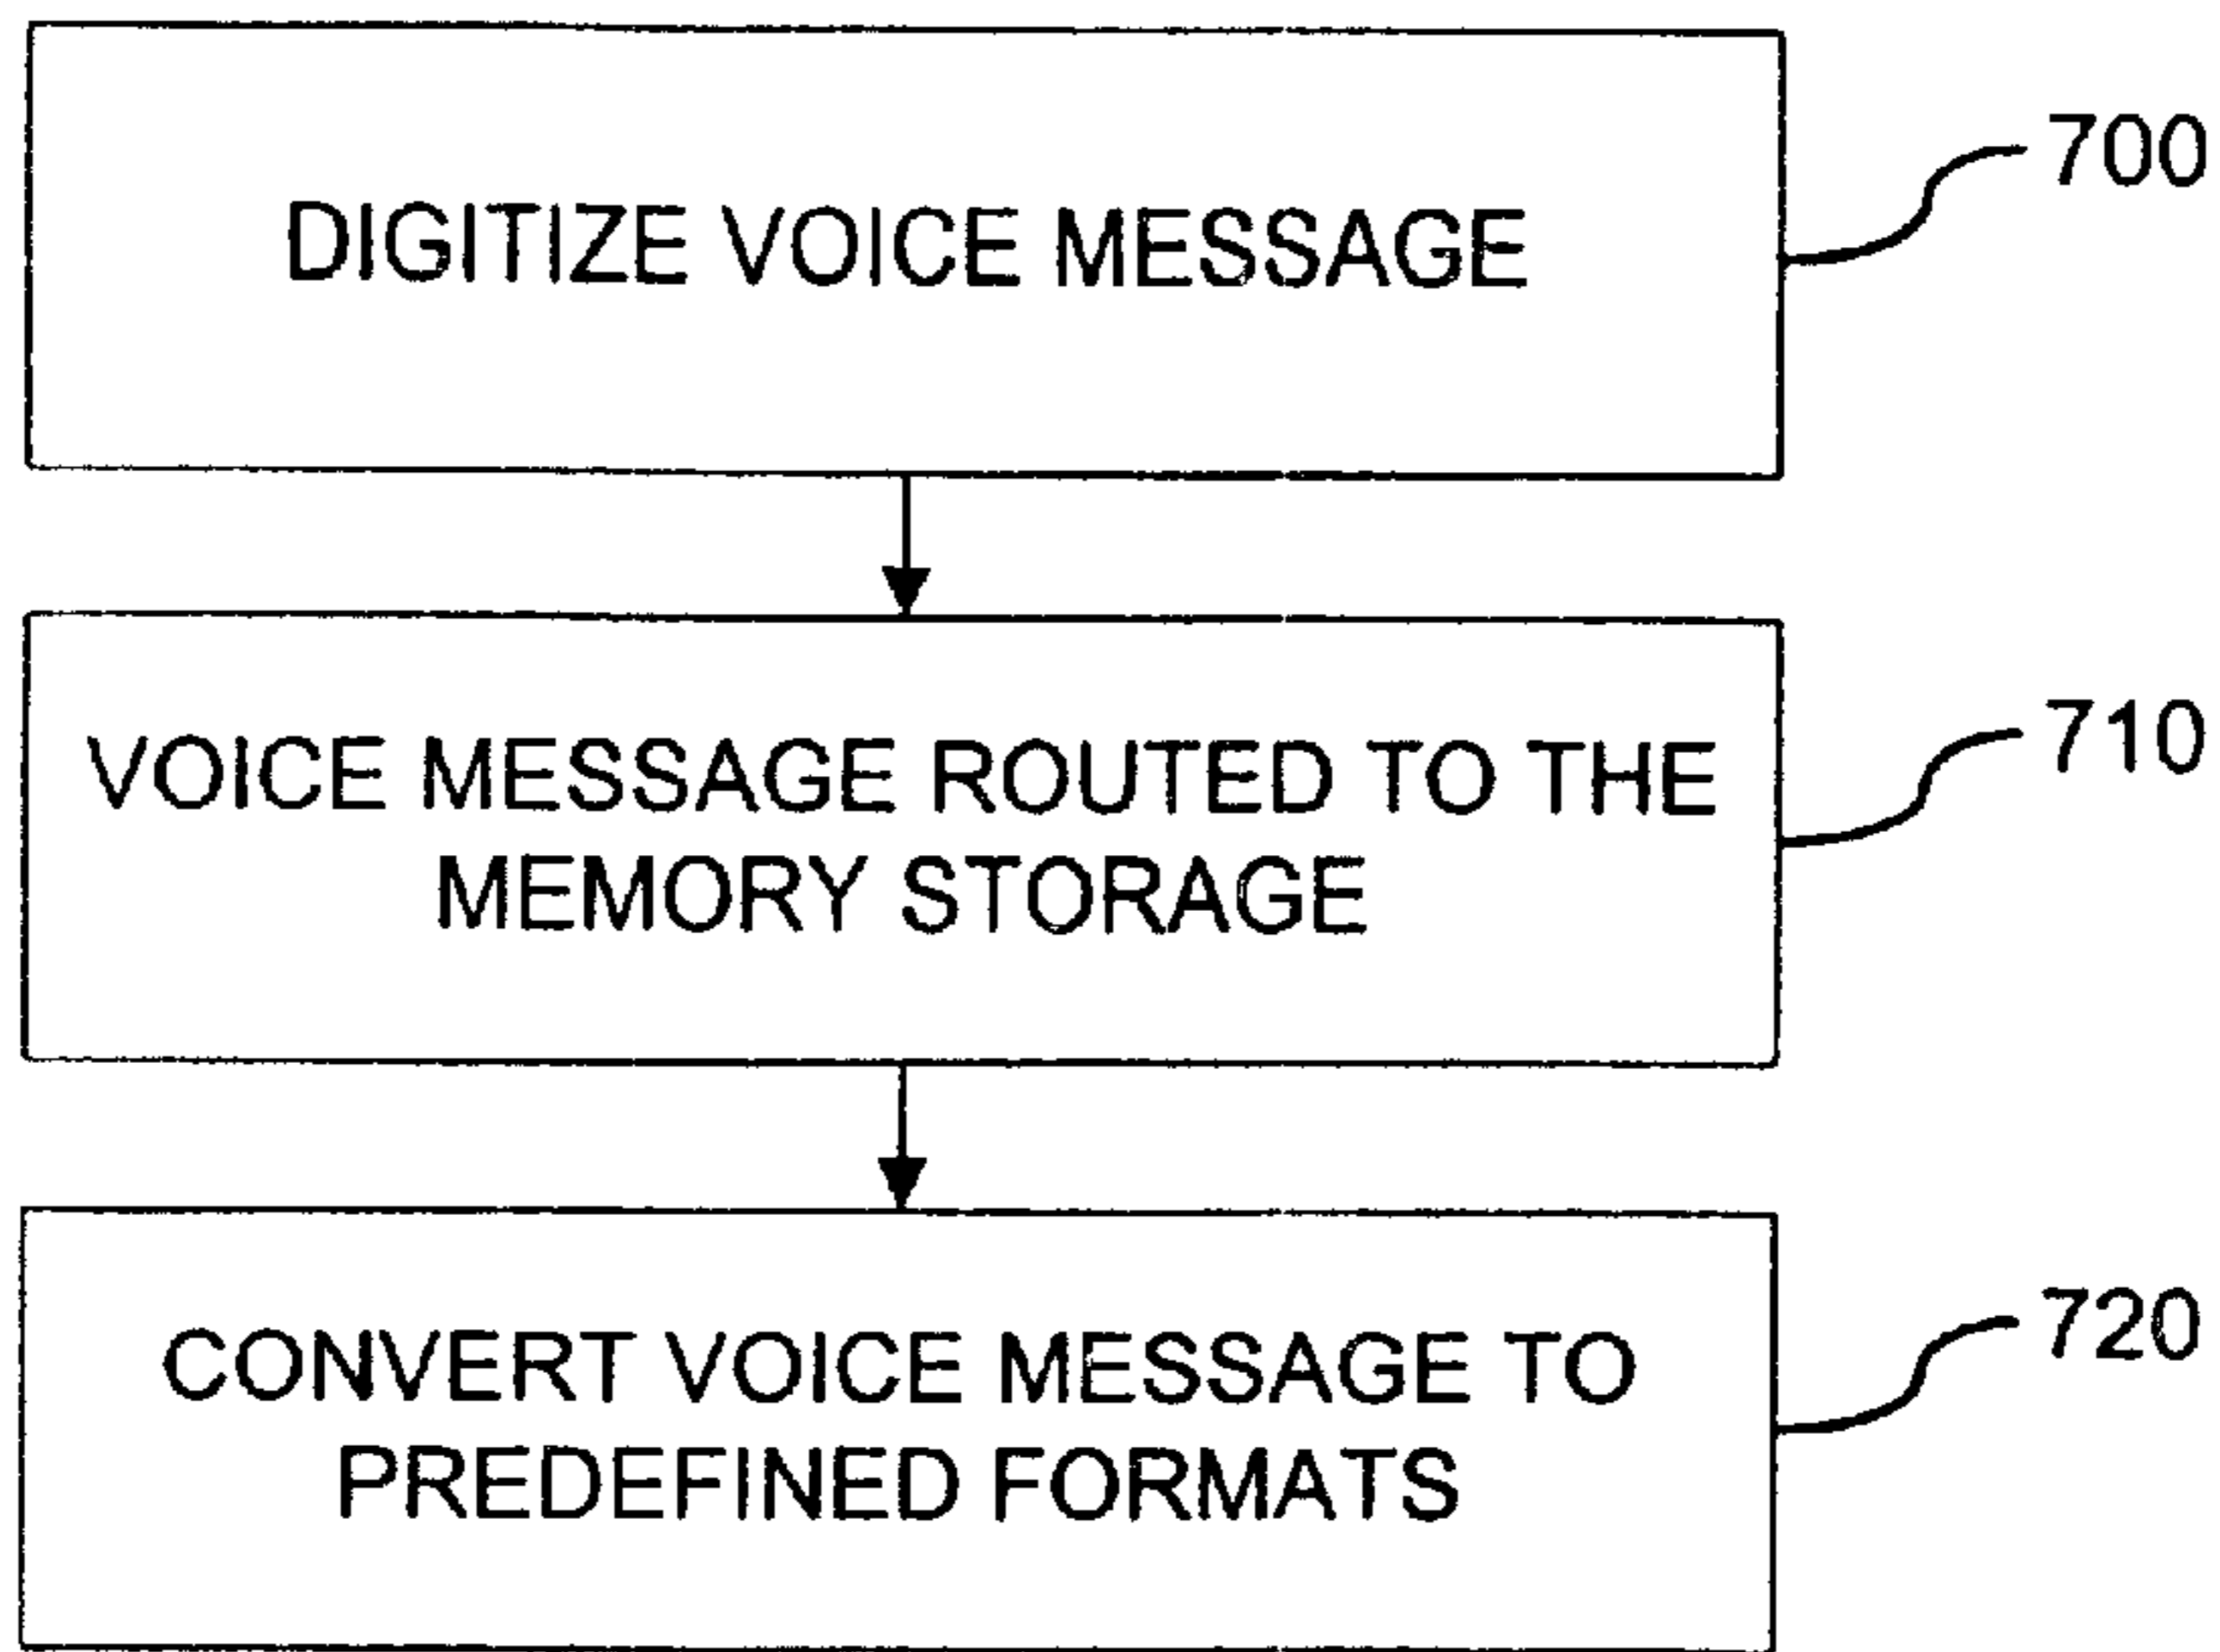 DIGITIZE VOICE MESSAGE
700
VOICE MESSAGE ROUTED TO THE
MEMORY STORAGE
710
CONVERT VOICE MESSAGE TO
PREDEFINED FORMATS
720